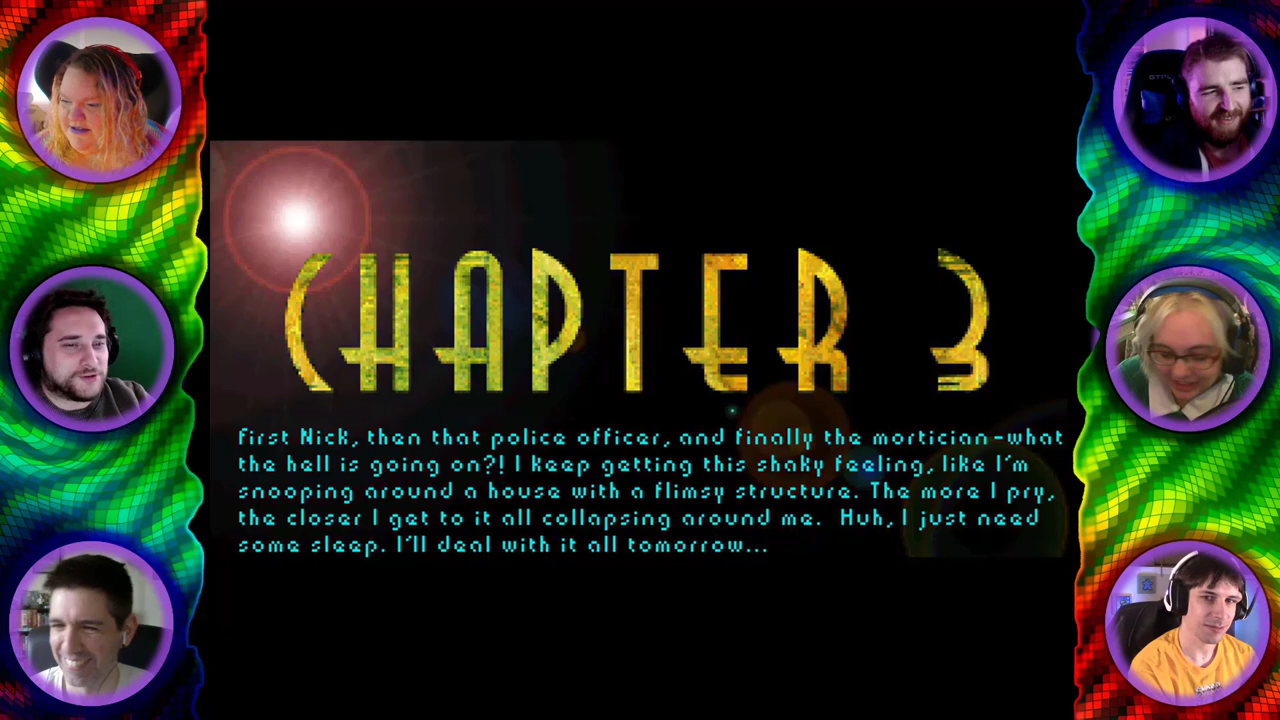 CHAPTER 3
First Nick, then that police officer, and finally the mortician-what
the hell is going on?! I keep getting this shaky feeling, like I'm
snooping around a house with a flimsy structure. The more I pry,
the closer I get to it all collapsing around me. Huh, I just need
some sleep. I'll deal with it all tomorrow...